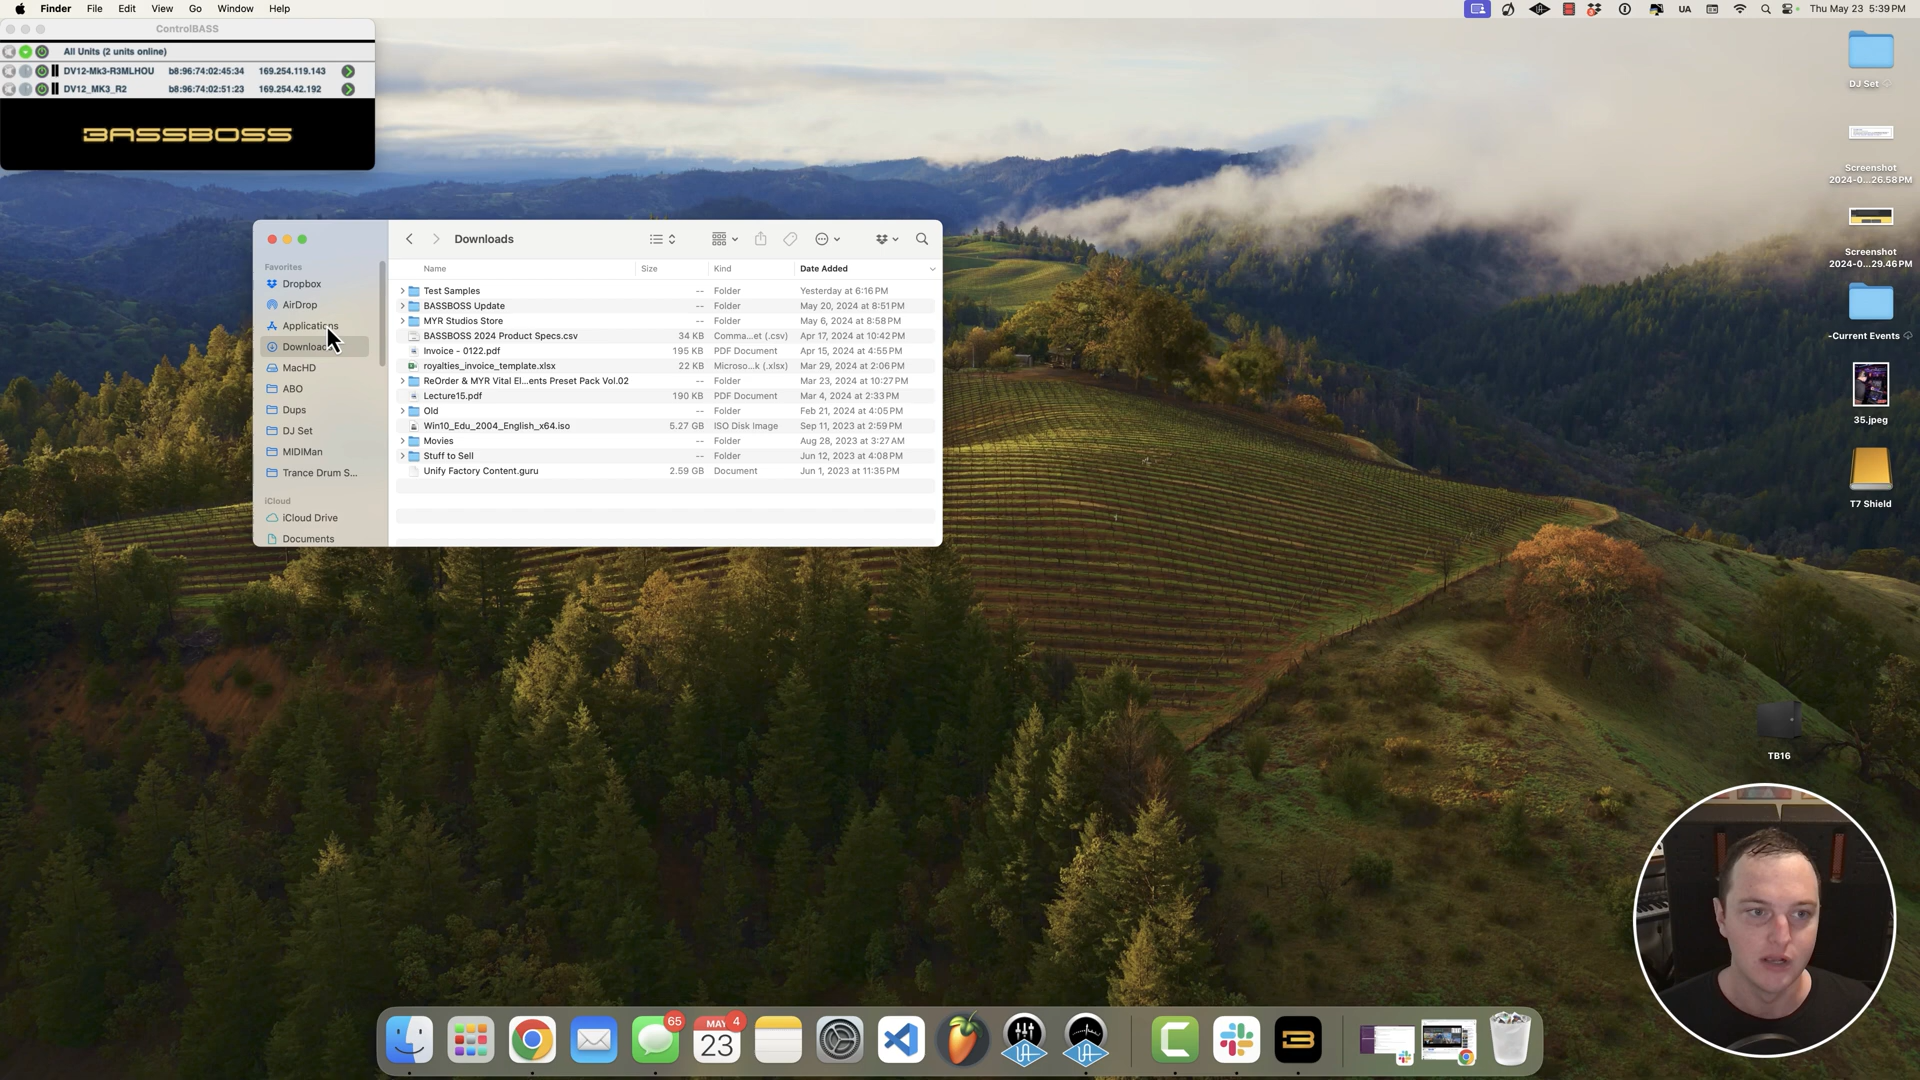 Finder File Edit View Go Window Help
UA Thu May 23 5:39 PM
ControlBASS
All Units (2 units online)
DV12-Mk3-R3MLHOU b8:96:74:02:45:34 169.254.119.143
DV12_MK3_R2 b8:96:74:02:51:23 169.254.42.192
BASSBOSS
Downloads
Favorites
Dropbox
AirDrop
Applications
MacHD
ABO
Dups
DJ Set
MIDIMan
Trance Drum S...
iCloud
iCloud Drive
Documents
Name Size Kind Date Added
Test Samples -- Folder Yesterday at 6:16 PM
BASSBOSS Update -- Folder May 20, 2024 at 8:51 PM
MYR Studios Store -- Folder May 6, 2024 at 8:58 PM
BASSBOSS 2024 Product Specs.csv 34 KB Comma...et (.csv) Apr 17, 2024 at 10:42 PM
Invoice - 0122.pdf 195 KB PDF Document Apr 15, 2024 at 4:55 PM
royalties_invoice_template.xlsx 22 KB Microso...k (.xlsx) Mar 29, 2024 at 2:06 PM
ReOrder & MYR Vital El...ents Preset Pack Vol.02 -- Folder Mar 23, 2024 at 10:27 PM
Lecture15.pdf 190 KB PDF Document Mar 4, 2024 at 2:33 PM
Old -- Folder Feb 21, 2024 at 4:05 PM
Win10_Edu_2004_English_x64.iso 5.27 GB ISO Disk Image Sep 11, 2023 at 2:59 PM
Movies -- Folder Aug 28, 2023 at 3:27 AM
Stuff to Sell -- Folder Jun 12, 2023 at 4:08 PM
Unify Factory Content.guru 2.59 GB Document Jun 1, 2023 at 11:35 PM
DJ Set
Screenshot
2024-0...26.58 PM
Screenshot
2024-0...29.46 PM
-Current Events
35.jpeg
T7 Shield
TB16
65
MAY 4
23